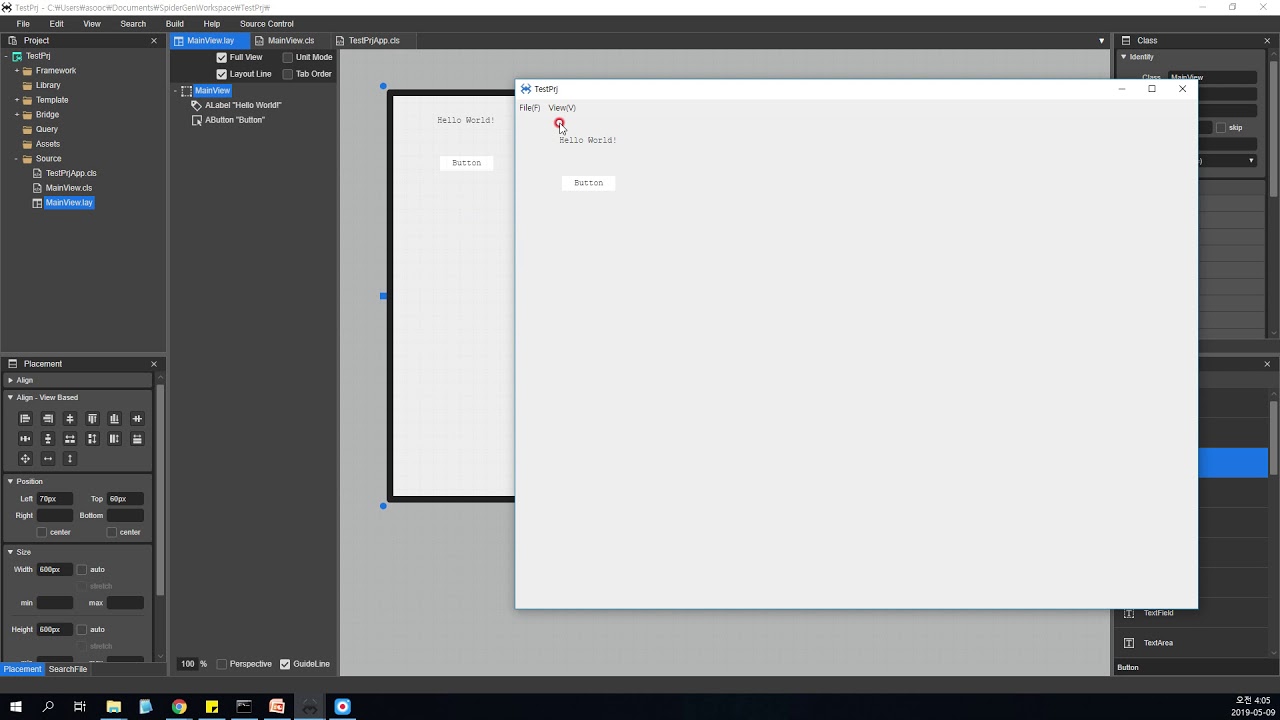 TestPrj - C:₩Users₩asooc₩Documents₩SpiderGenWorkspace₩TestPrj₩
File Edit View Search Build Help Source Control
Project
TestPrj
Framework
Library
Template
Bridge
Query
Assets
Source
TestPrjApp.cls
MainView.cls
MainView.lay
Placement
Align
Align - View Based
Position
Left 70px Top 60px
Right Bottom
center center
Size
Width 600px auto
stretch
min max
Height 600px auto
stretch
Placement SearchFile
MainView.lay MainView.cls TestPrjApp.cls
Full View Unit Mode
Layout Line Tab Order
MainView
ALabel "Hello World!"
AButton "Button"
100 % Perspective GuideLine
Hello World!
Button
TestPrj
File(F) View(V)
Hello World!
Button
Class
Identity
skip
TextField
TextArea
Button
오전 4:05
2019-05-09